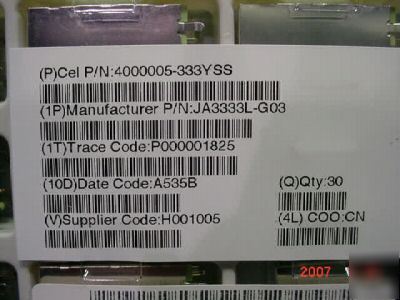 (P)Cel P/N:4000005-333YSS
(1P)Manufacturer P/N:JA3333L-G03
(1T)Trace Code:P000001825
(10D)Date Code:A535B
(Q)Qty:30
(V)Supplier Code:H001005
(4L) COO:CN
2007